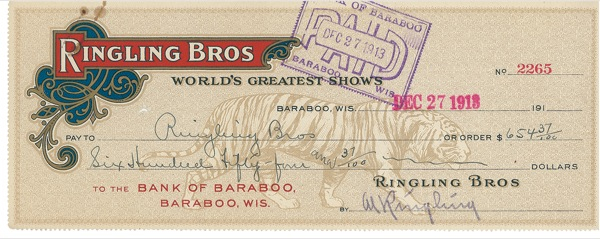 RINGLING BROS
WORLD'S GREATEST SHOWS
BANK OF BARABOO
DEC 27 1913
PAID
BARABOO, WIS.
No 2265
BARABOO, WIS. DEC 27 1913 191
PAY TO Ringling Bros OR ORDER $ 654 37/100
Six Hundred Fifty-four and 37/100 DOLLARS
TO THE BANK OF BARABOO,
BARABOO, WIS.
RINGLING BROS
BY Al Ringling